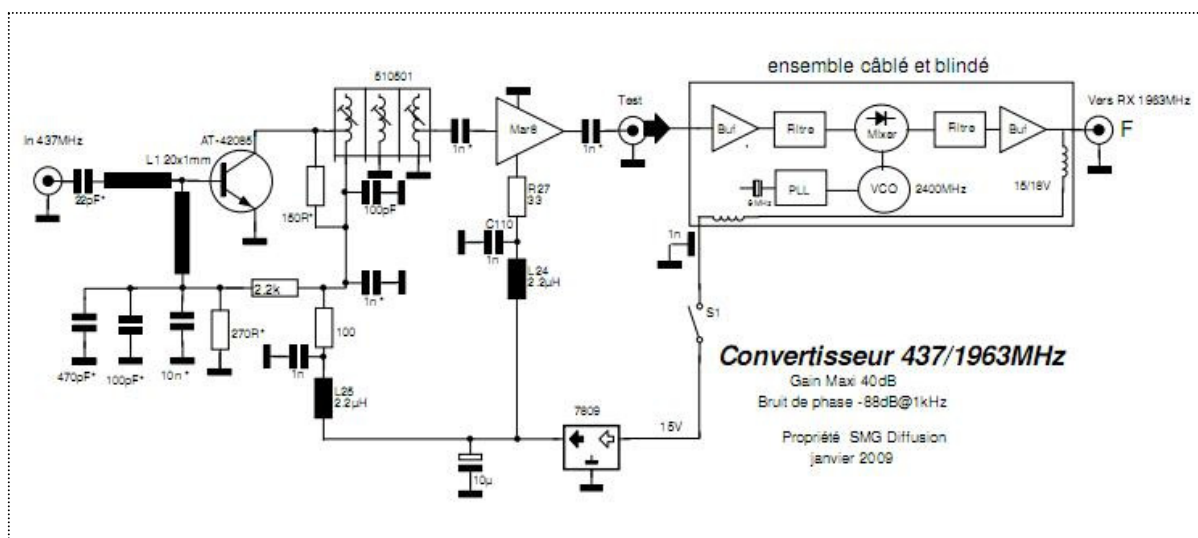 510501
ensemble câblé et blindé
In 437MHz
AT-42085
Test
Vers RX 1963MHz
L1 20x1mm
Mar8
Buf
Filtre
Mixer
Filtre
Buf
F
22pF*
1n*
1n*
150R*
100pF
R27
33
PLL
VCO
2400MHz
15/18V
C110
1n
1n
L24
2.2µH
2.2k
1n*
S1
270R*
100
470pF*
100pF*
10n*
1n
L25
2.2µH
Convertisseur 437/1963MHz
Gain Maxi 40dB
Bruit de phase -88dB@1kHz
7809
15V
Propriété SMG Diffusion
janvier 2009
10µ